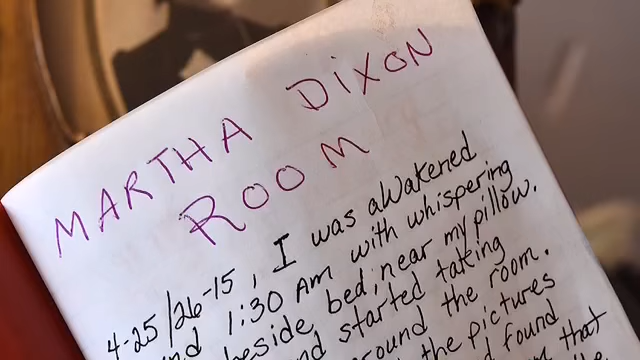 MARTHA DIXON
ROOM
4-25/26-15, I was aWakened
1:30 AM with whispering
beside bed, near my pillow.
started taking
the room.
the pictures
found
that